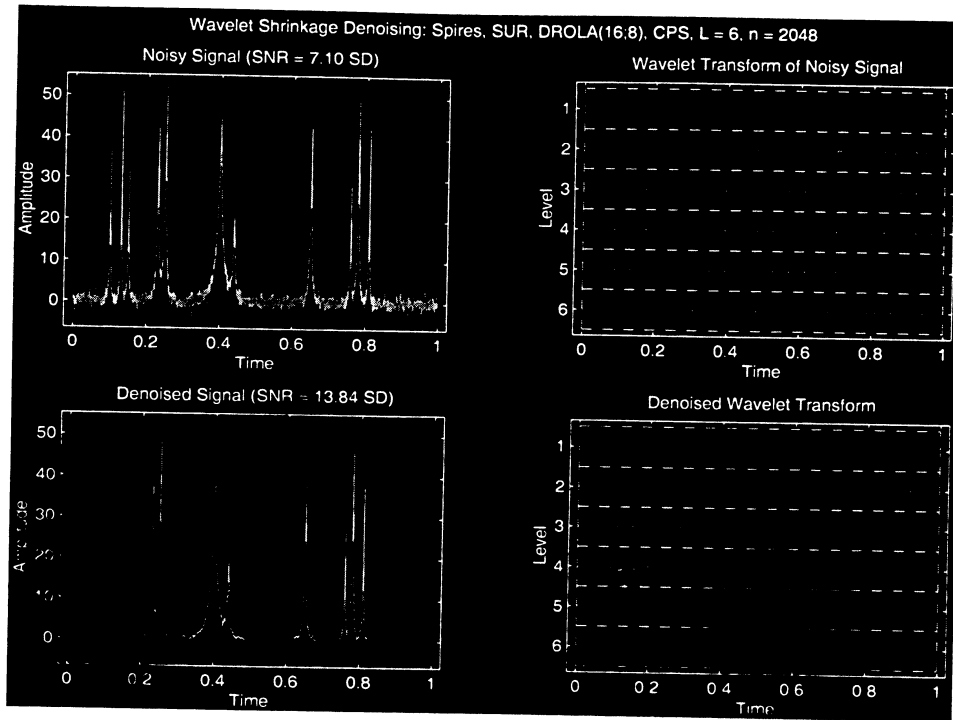 Wavelet Shrinkage Denoising: Spires, SUR, DROLA(16;8), CPS, L = 6, n = 2048
Noisy Signal (SNR = 7.10 SD)
50
40
30
20
10
0
Amplitude
0 0.2 0.4 0.6 0.8 1
Time
Wavelet Transform of Noisy Signal
1
2
3
4
5
6
Level
0 0.2 0.4 0.6 0.8 1
Time
Denoised Signal (SNR = 13.84 SD)
50
40
30
20
10
0
Amplitude
0 0.2 0.4 0.6 0.8 1
Time
Denoised Wavelet Transform
1
2
3
4
5
6
Level
0 0.2 0.4 0.6 0.8 1
Time